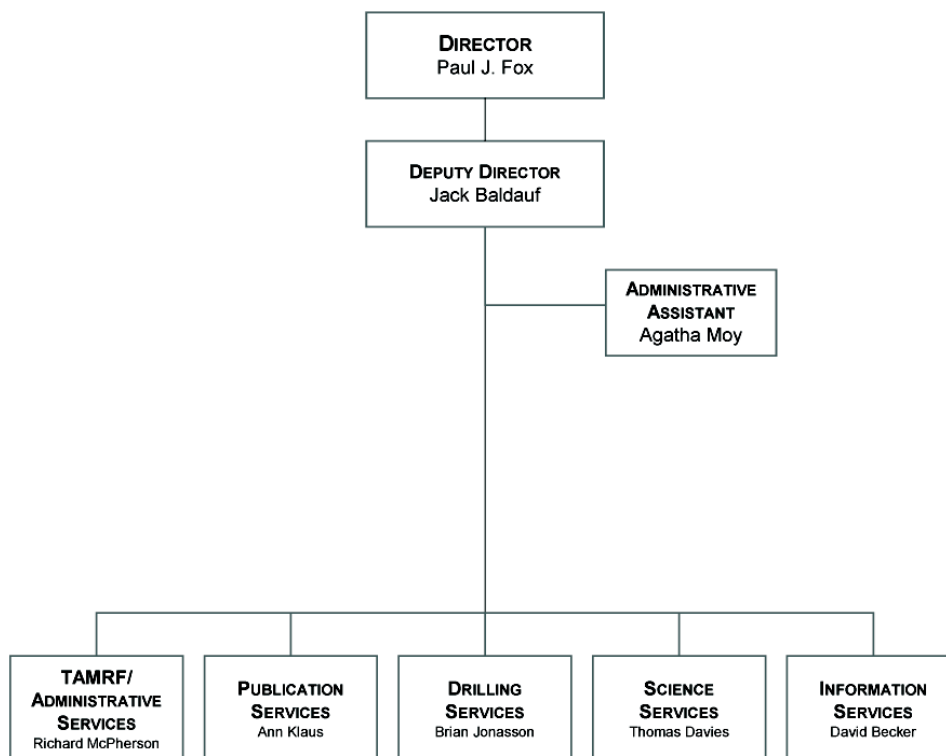 DIRECTOR
Paul J. Fox
DEPUTY DIRECTOR
Jack Baldauf
ADMINISTRATIVE
ASSISTANT
Agatha Moy
TAMRF/
ADMINISTRATIVE
SERVICES
Richard McPherson
PUBLICATION
SERVICES
Ann Klaus
DRILLING
SERVICES
Brian Jonasson
SCIENCE
SERVICES
Thomas Davies
INFORMATION
SERVICES
David Becker